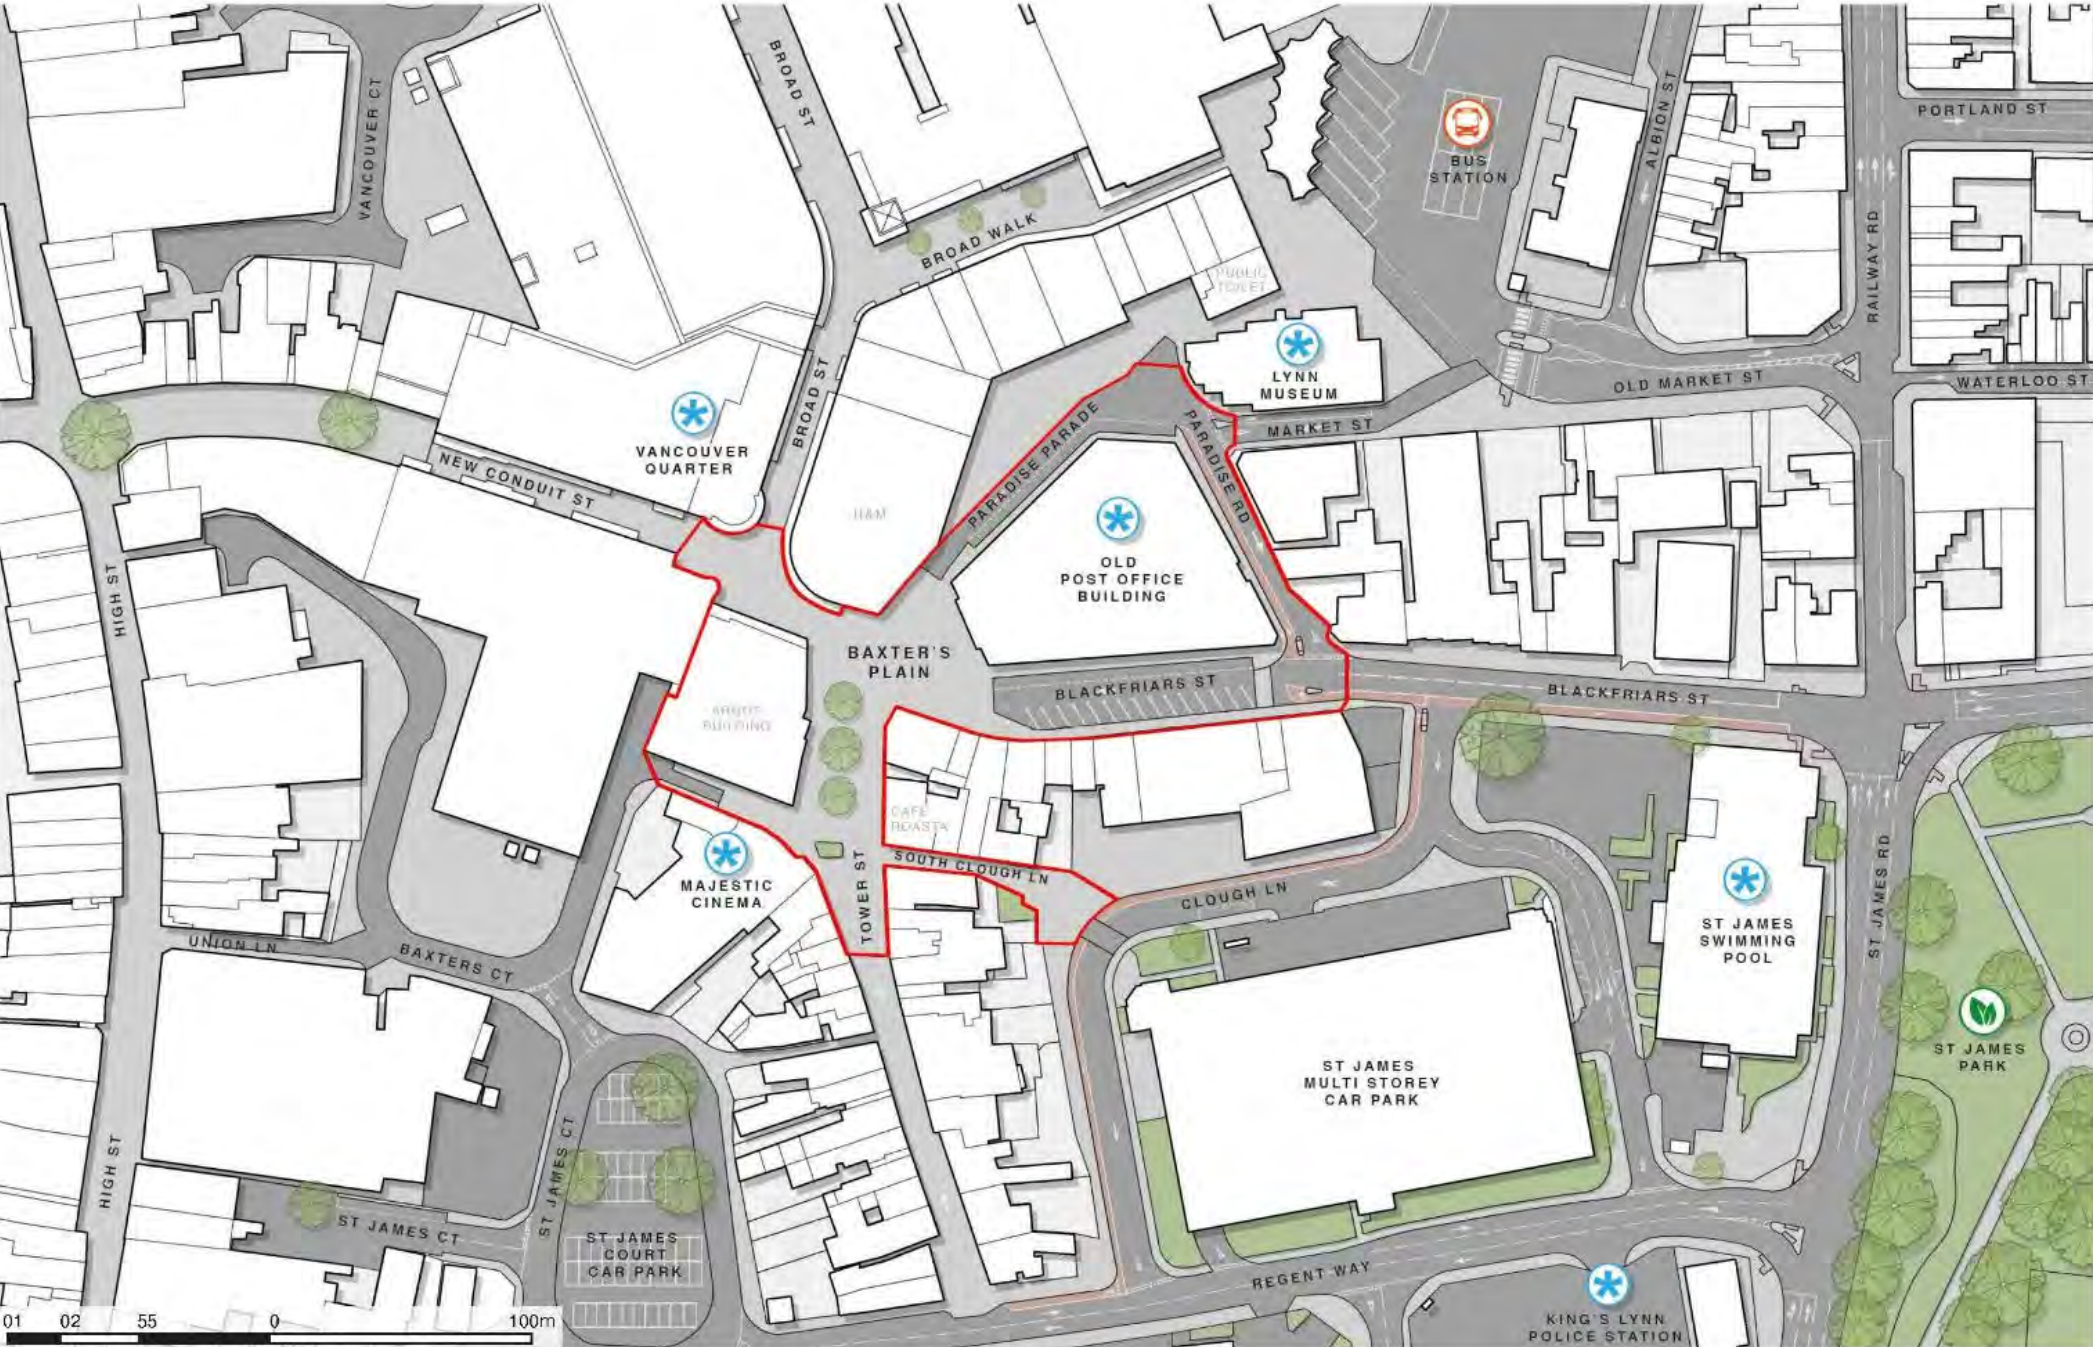 BROAD ST
VANCOUVER CT
ALBION ST
PORTLAND ST
BUS
STATION
RAILWAY RD
BROAD WALK
PUBLIC
TOILET
LYNN
MUSEUM
OLD MARKET ST
WATERLOO ST
BROAD ST
VANCOUVER
QUARTER
PARADISE PARADE
PARADISE RD
MARKET ST
NEW CONDUIT ST
H&M
OLD
POST OFFICE
BUILDING
HIGH ST
BAXTER'S
PLAIN
BLACKFRIARS ST
BLACKFRIARS ST
ARGOS
BUILDING
CAFE
ROASTA
SOUTH CLOUGH LN
TOWER ST
MAJESTIC
CINEMA
CLOUGH LN
ST JAMES RD
ST JAMES
SWIMMING
POOL
UNION LN
BAXTERS CT
ST JAMES
MULTI STOREY
CAR PARK
ST JAMES
PARK
HIGH ST
ST JAMES CT
ST JAMES CT
ST JAMES
COURT
CAR PARK
REGENT WAY
KING'S LYNN
POLICE STATION
01 02 55 0 100m